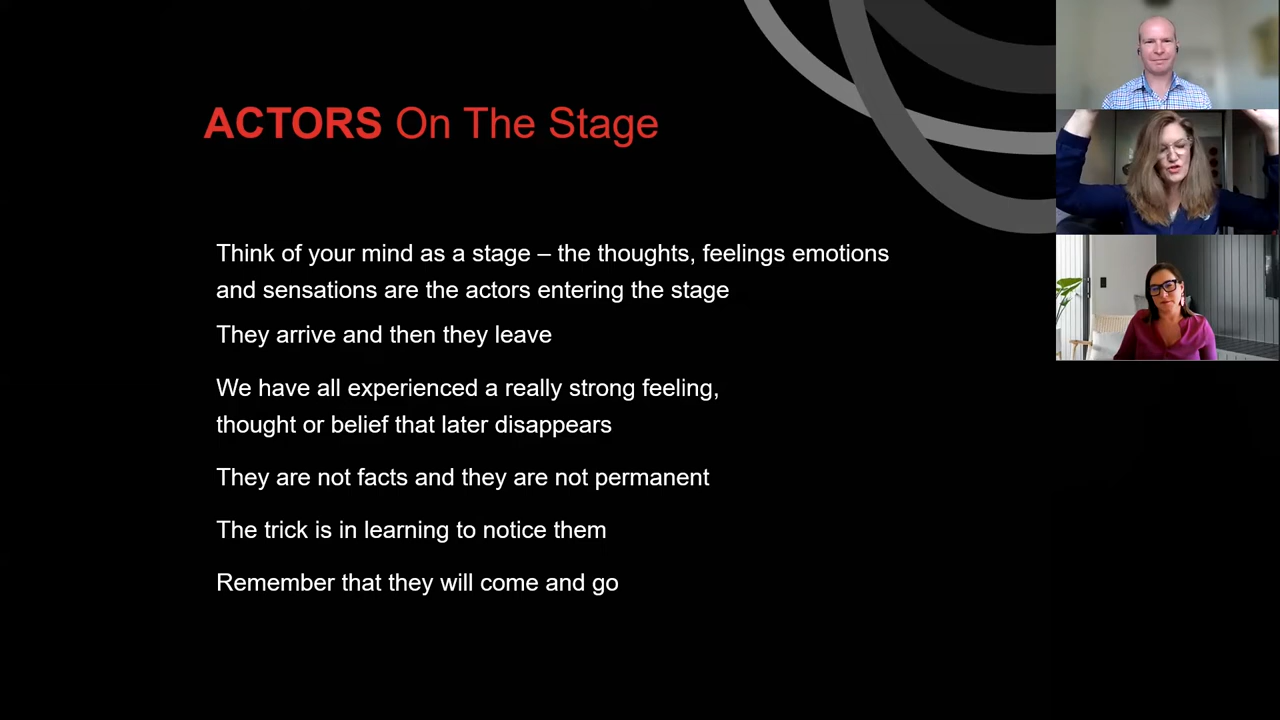 ACTORS On The Stage
Think of your mind as a stage – the thoughts, feelings emotions
and sensations are the actors entering the stage
They arrive and then they leave
We have all experienced a really strong feeling,
thought or belief that later disappears
They are not facts and they are not permanent
The trick is in learning to notice them
Remember that they will come and go